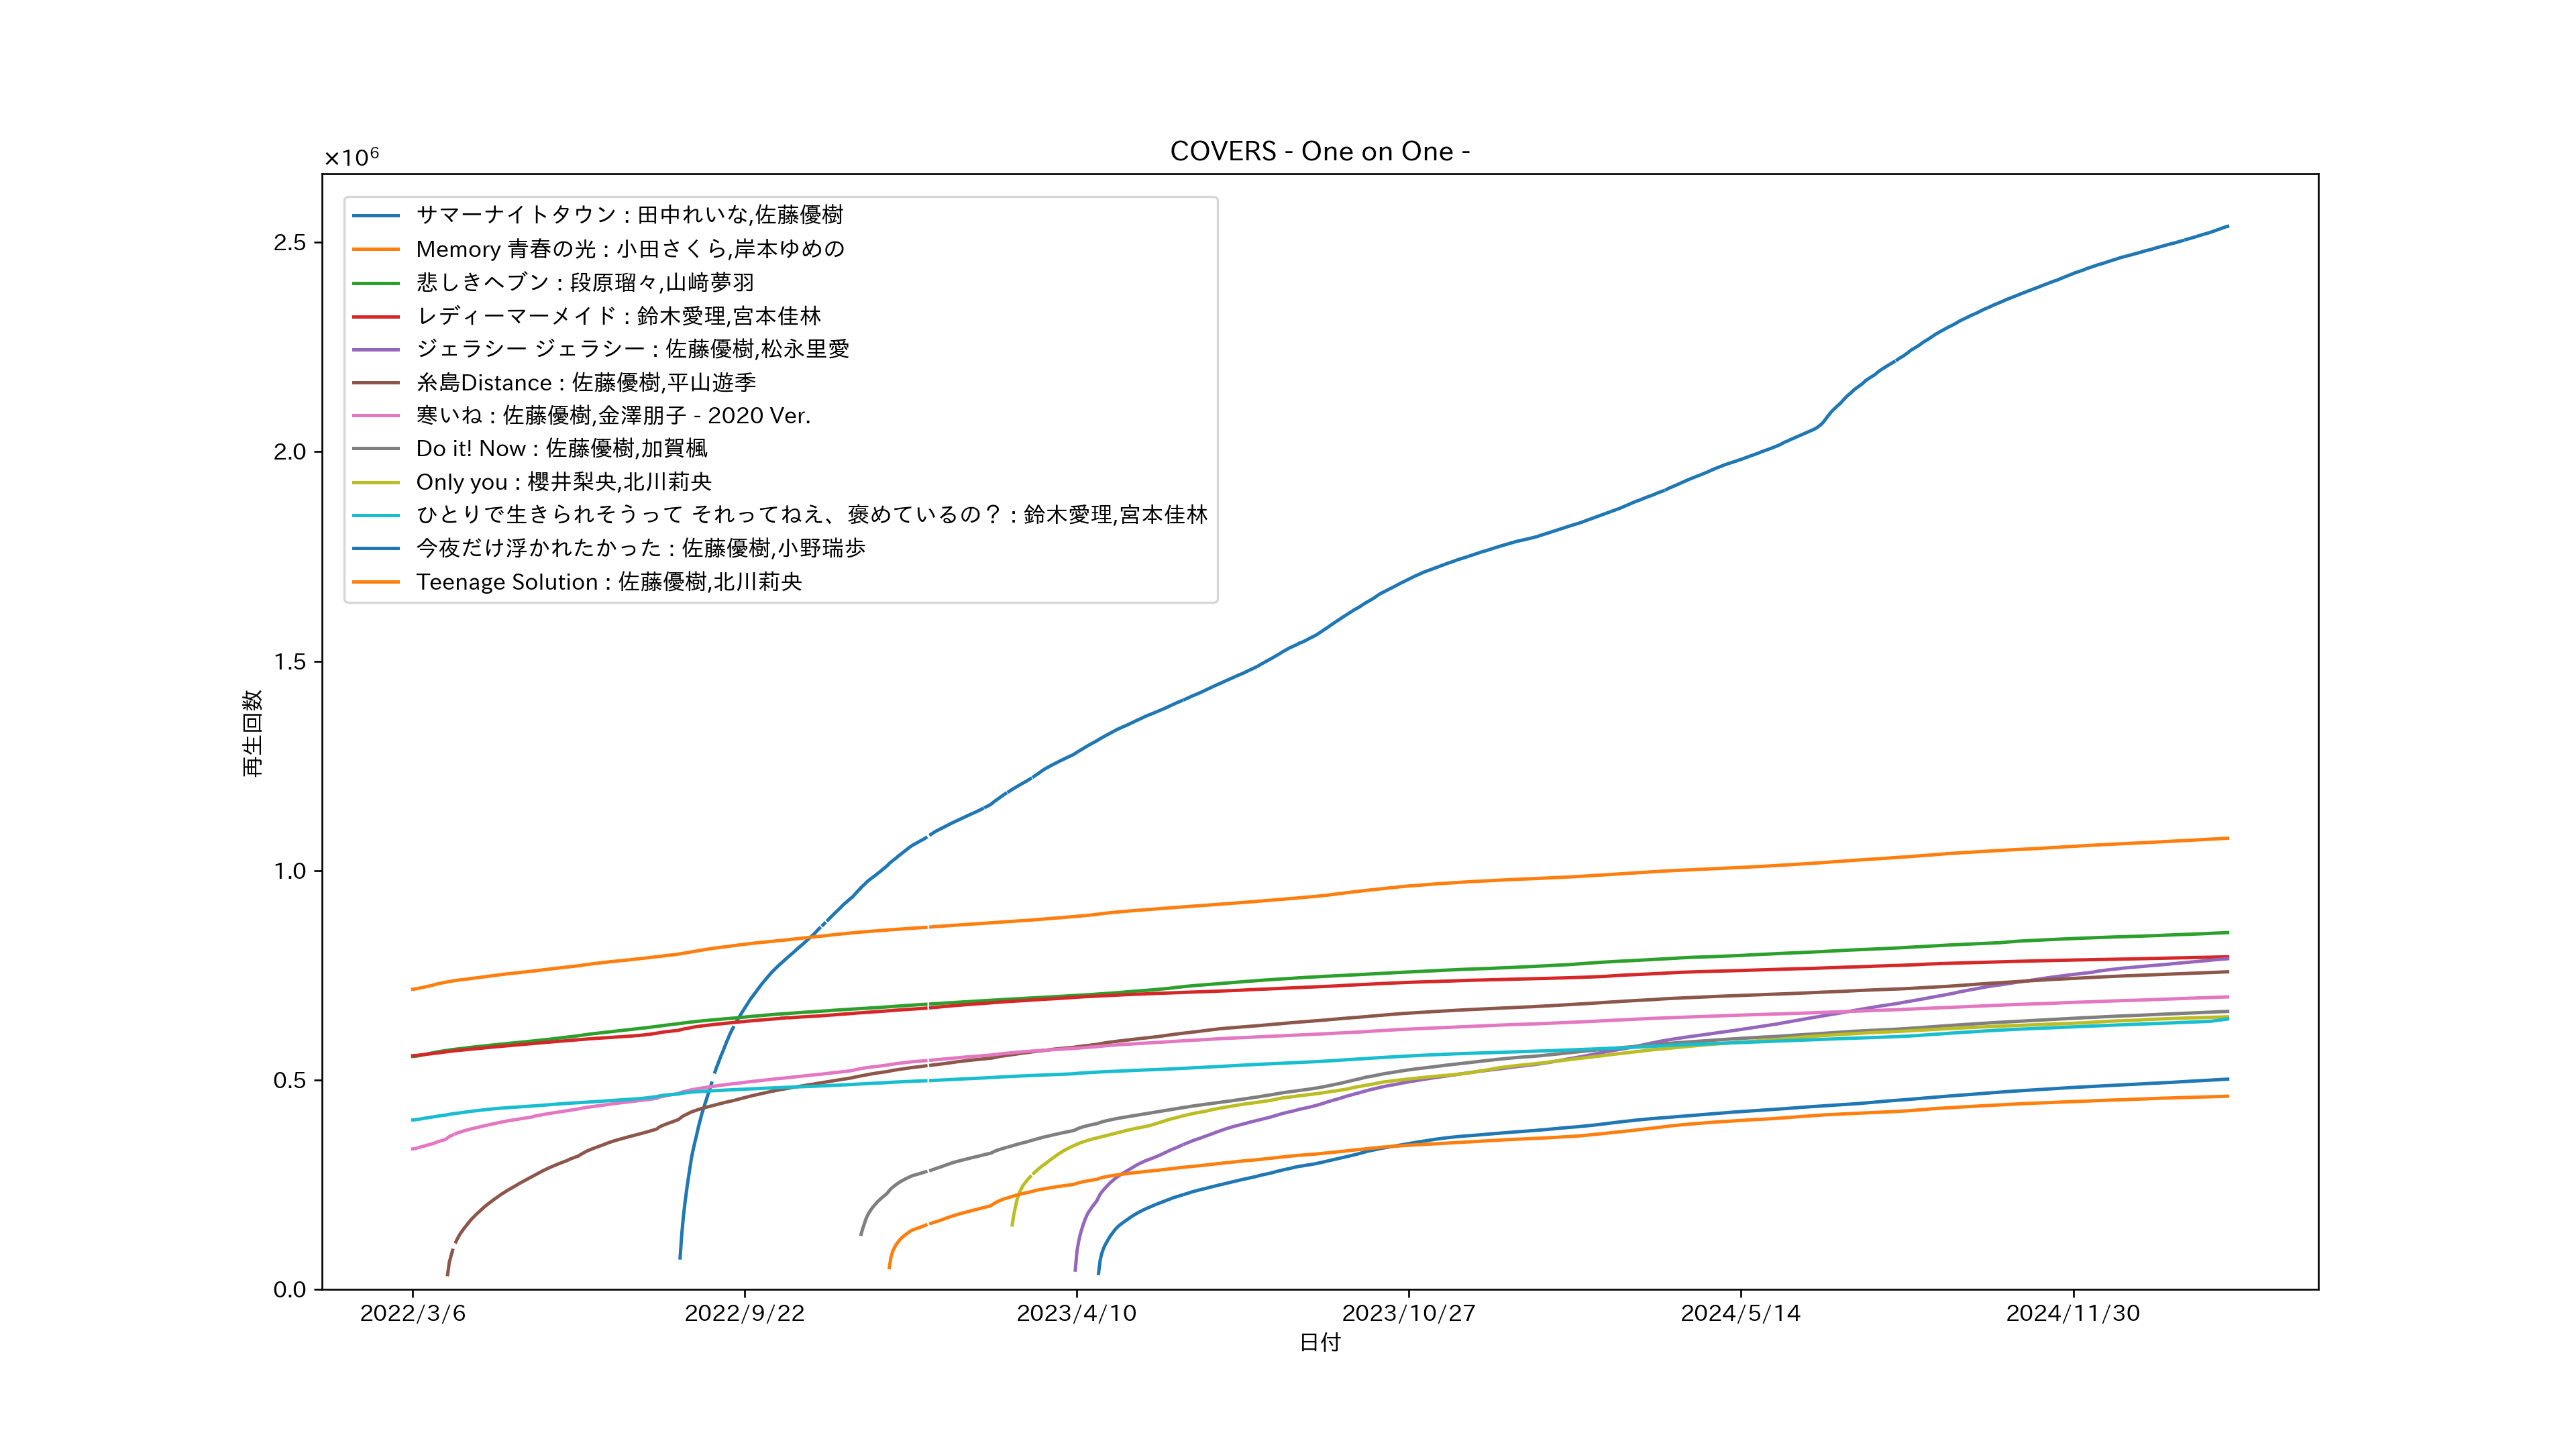 COVERS - One on One -
×10⁶
サマーナイトタウン : 田中れいな,佐藤優樹
Memory 青春の光 : 小田さくら,岸本ゆめの
悲しきヘブン : 段原瑠々,山﨑夢羽
レディーマーメイド : 鈴木愛理,宮本佳林
ジェラシー ジェラシー : 佐藤優樹,松永里愛
糸島Distance : 佐藤優樹,平山遊季
寒いね : 佐藤優樹,金澤朋子 - 2020 Ver.
Do it! Now : 佐藤優樹,加賀楓
Only you : 櫻井梨央,北川莉央
ひとりで生きられそうって それってねえ、褒めているの？ : 鈴木愛理,宮本佳林
今夜だけ浮かれたかった : 佐藤優樹,小野瑞歩
Teenage Solution : 佐藤優樹,北川莉央
2.5
2.0
1.5
1.0
0.5
0.0
再生回数
2022/3/6
2022/9/22
2023/4/10
2023/10/27
2024/5/14
2024/11/30
日付